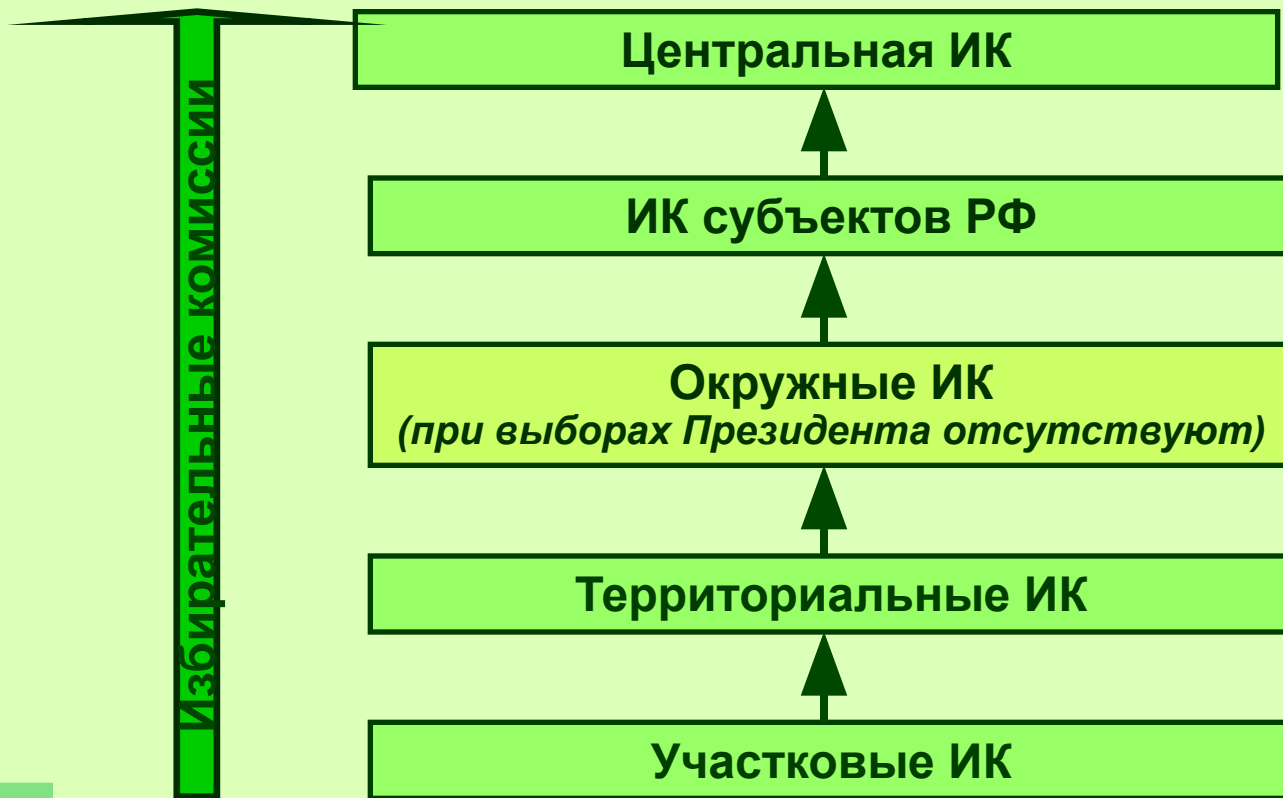 Избирательные комиссии
Центральная ИК
ИК субъектов РФ
Окружные ИК
(при выборах Президента отсутствуют)
Территориальные ИК
Участковые ИК